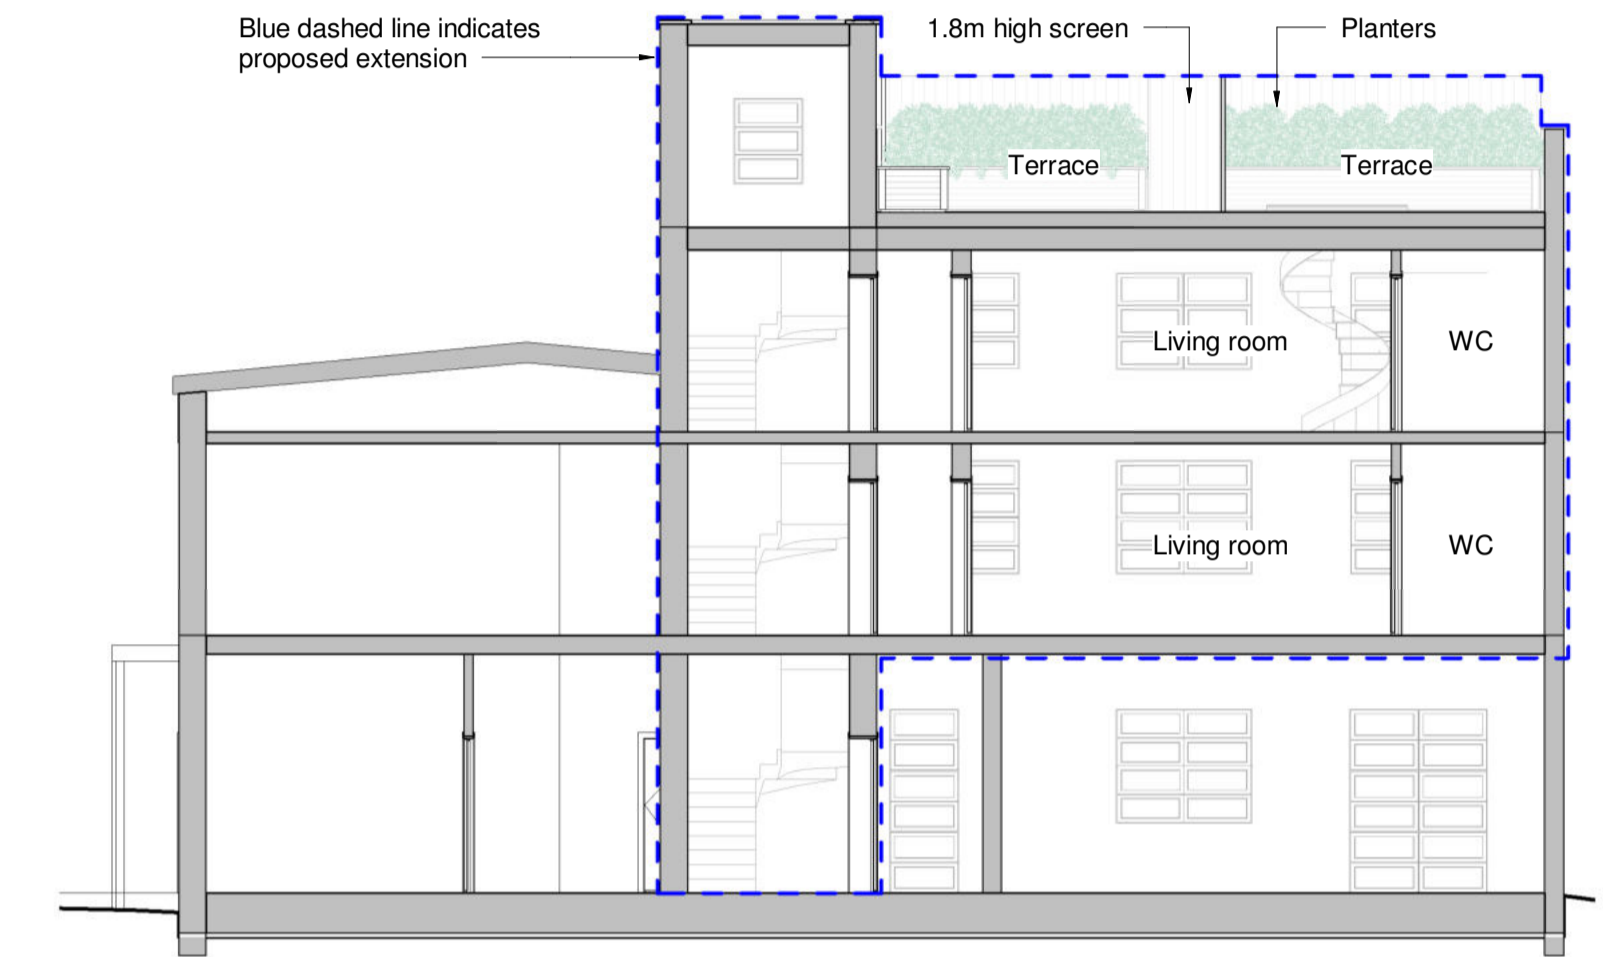 Blue dashed line indicates
proposed extension
1.8m high screen
Planters
Terrace
Terrace
Living room
WC
Living room
WC